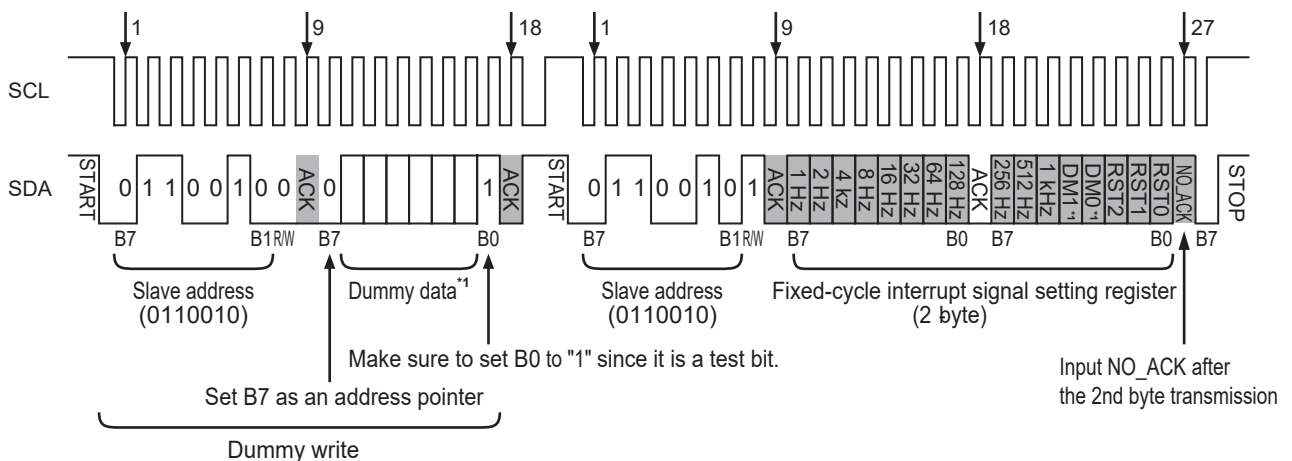 1 9 18 1 9 18 27
SCL
SDA START 0 1 1 0 0 1 0 0 ACK 0 1 ACK START 0 1 1 0 0 1 0 1 ACK 1 Hz 2 Hz 4 kz 8 Hz 16 Hz 32 Hz 64 Hz 128 Hz ACK 256 Hz 512 Hz 1 kHz DM1*1 DM0*1 RST2 RST1 RST0 NO_ACK STOP
B7 B1 R/W B7 B0 B7 B1 R/W B7 B0 B7 B0 B7
Slave address
(0110010)
Dummy data*1
Slave address
(0110010)
Fixed-cycle interrupt signal setting register
(2 byte)
Make sure to set B0 to "1" since it is a test bit.
Input NO_ACK after
the 2nd byte transmission
Set B7 as an address pointer
Dummy write